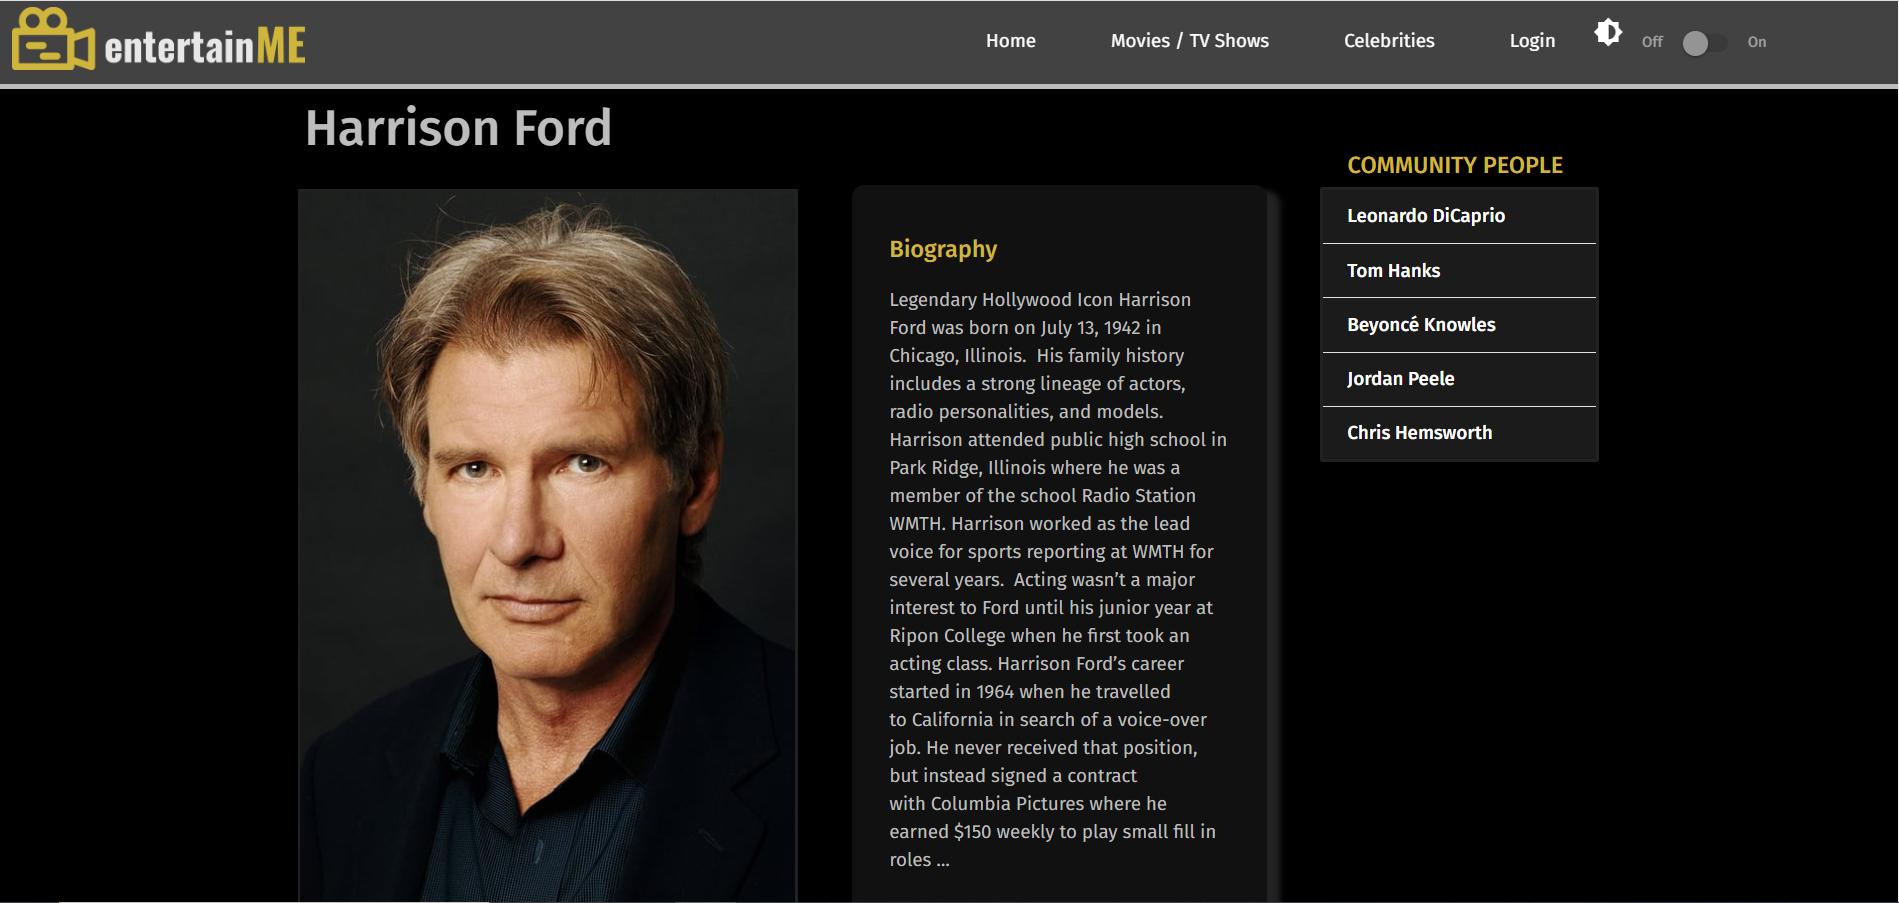 entertainME
Home
Movies / TV Shows
Celebrities
Login
Off
On
Harrison Ford
Biography
Legendary Hollywood Icon Harrison
Ford was born on July 13, 1942 in
Chicago, Illinois.  His family history
includes a strong lineage of actors,
radio personalities, and models.
Harrison attended public high school in
Park Ridge, Illinois where he was a
member of the school Radio Station
WMTH. Harrison worked as the lead
voice for sports reporting at WMTH for
several years.  Acting wasn’t a major
interest to Ford until his junior year at
Ripon College when he first took an
acting class. Harrison Ford’s career
started in 1964 when he travelled
to California in search of a voice-over
job. He never received that position,
but instead signed a contract
with Columbia Pictures where he
earned $150 weekly to play small fill in
roles ...
COMMUNITY PEOPLE
Leonardo DiCaprio
Tom Hanks
Beyoncé Knowles
Jordan Peele
Chris Hemsworth